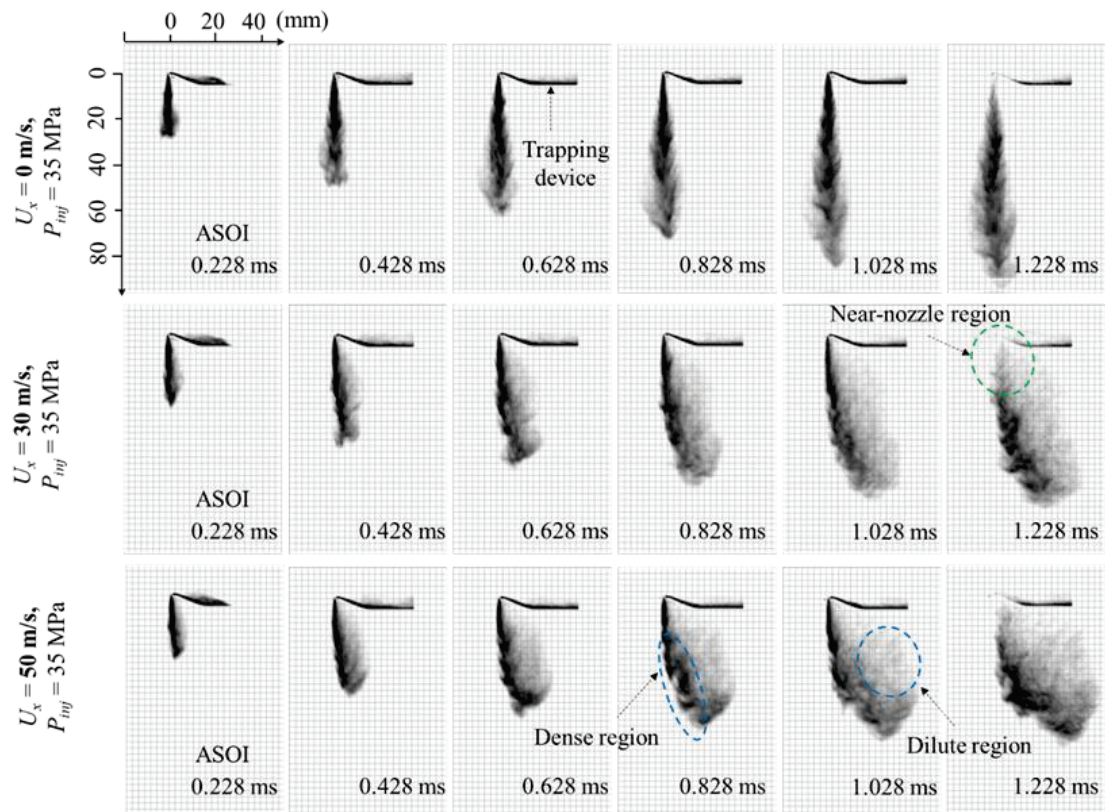 0 20 40 (mm)
0
20
40
60
80
U_x = 0 m/s,
P_inj = 35 MPa
Trapping
device
ASOI
0.228 ms
0.428 ms
0.628 ms
0.828 ms
1.028 ms
1.228 ms
U_x = 30 m/s,
P_inj = 35 MPa
Near-nozzle region
ASOI
0.228 ms
0.428 ms
0.628 ms
0.828 ms
1.028 ms
1.228 ms
U_x = 50 m/s,
P_inj = 35 MPa
Dense region
Dilute region
ASOI
0.228 ms
0.428 ms
0.628 ms
0.828 ms
1.028 ms
1.228 ms